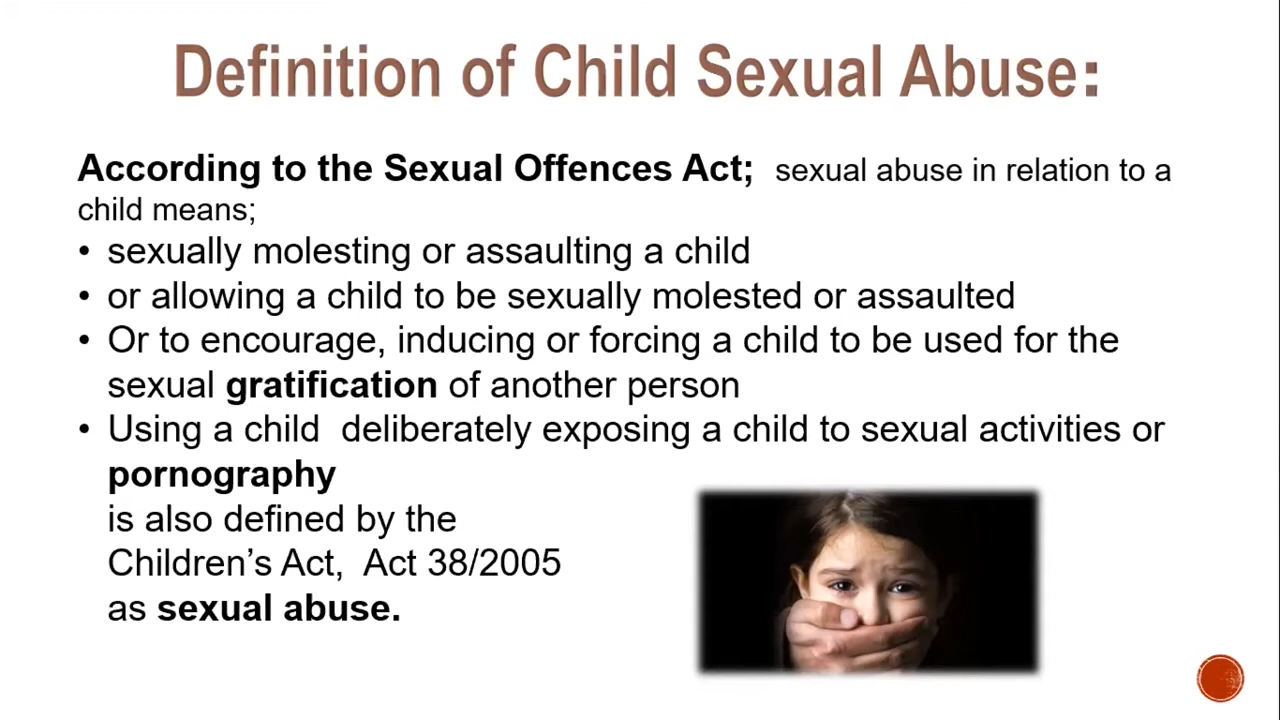 Definition of Child Sexual Abuse:
According to the Sexual Offences Act; sexual abuse in relation to a
child means;
• sexually molesting or assaulting a child
• or allowing a child to be sexually molested or assaulted
• Or to encourage, inducing or forcing a child to be used for the
sexual gratification of another person
• Using a child deliberately exposing a child to sexual activities or
pornography
is also defined by the
Children's Act, Act 38/2005
as sexual abuse.